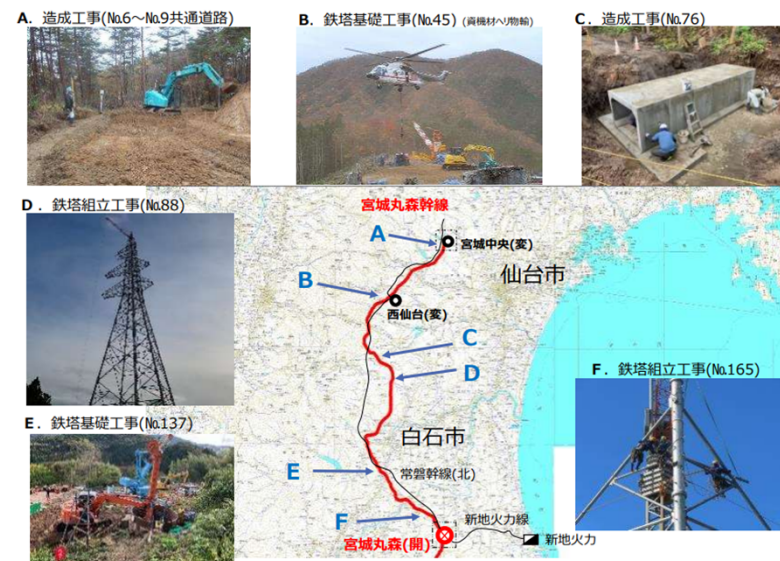 A．造成工事(№6～№9共通道路)
B．鉄塔基礎工事(№45) (資機材ヘリ物輸)
C．造成工事(№76)
D．鉄塔組立工事(№88)
宮城丸森幹線
A
宮城中央(変)
仙台市
B
西仙台(変)
C
D
F．鉄塔組立工事(№165)
E．鉄塔基礎工事(№137)
白石市
E
常磐幹線(北)
F
新地火力線
宮城丸森(開)
新地火力